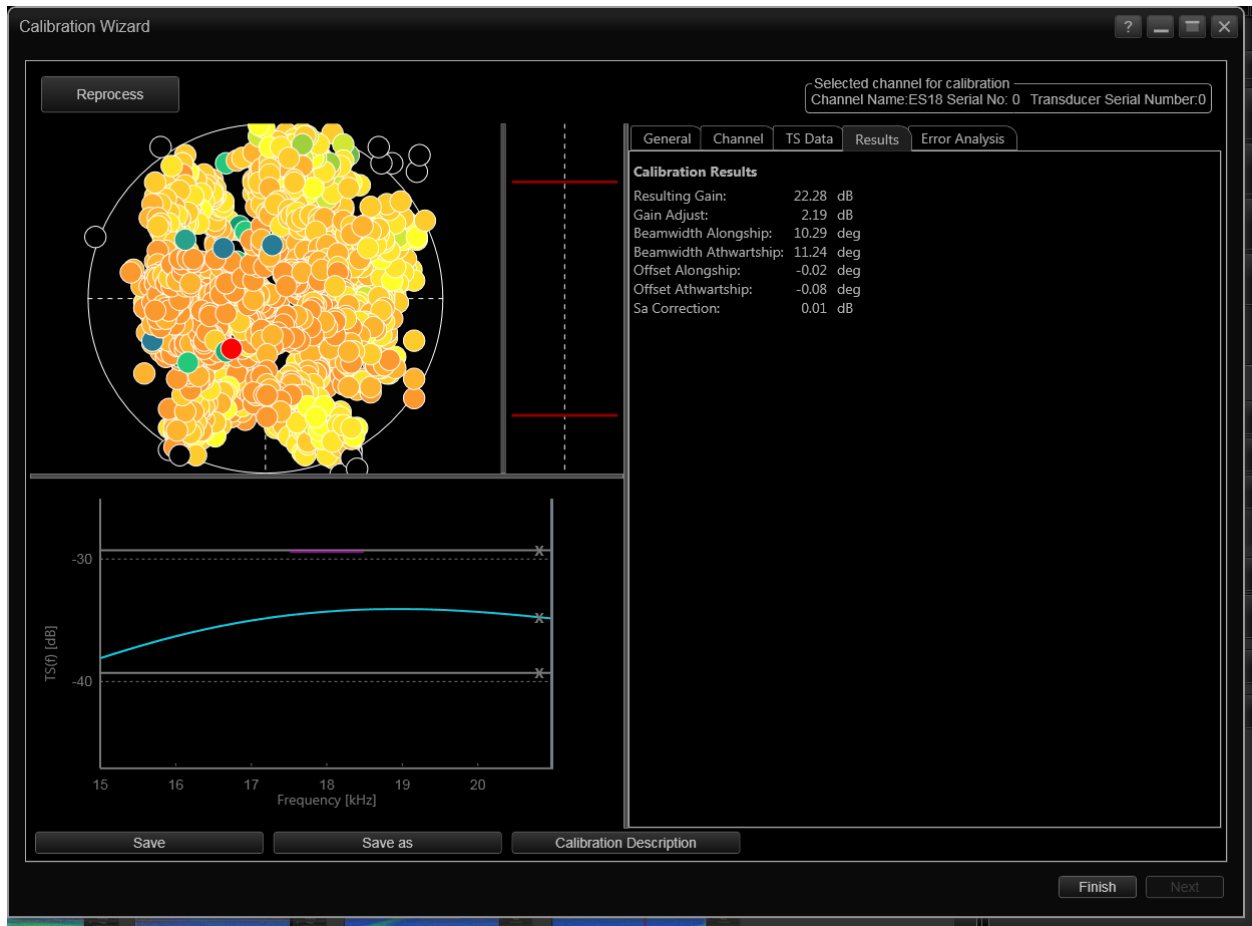 Calibration Wizard
?
Reprocess
Selected channel for calibration
Channel Name:ES18 Serial No: 0 Transducer Serial Number:0
General Channel TS Data Results Error Analysis
Calibration Results
Resulting Gain: 22.28 dB
Gain Adjust: 2.19 dB
Beamwidth Alongship: 10.29 deg
Beamwidth Athwartship: 11.24 deg
Offset Alongship: -0.02 deg
Offset Athwartship: -0.08 deg
Sa Correction: 0.01 dB
-30
-40
TS(f) [dB]
X
X
X
15 16 17 18 19 20
Frequency [kHz]
Save Save as Calibration Description
Finish Next